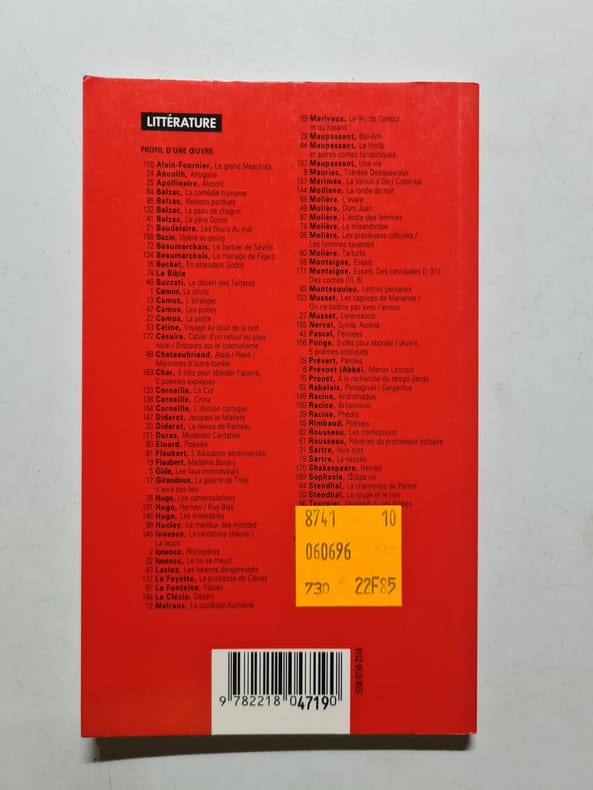 LITTÉRATURE
PROFIL D'UNE ŒUVRE
150 Alain-Fournier, Le grand Meaulnes
24 Anouilh, Antigone
25 Apollinaire, Alcools
64 Balzac, La comédie humaine
85 Balzac, Illusions perdues
132 Balzac, La peau de chagrin
41 Balzac, Le père Goriot
21 Baudelaire, Les fleurs du mal
158 Bazin, Vipère au poing
72 Beaumarchais, Le barbier de Séville
134 Beaumarchais, Le mariage de Figaro
16 Becket, En attendant Godot
78 La Bible
40 Buzzati, Le désert des Tartares
1 Camus, La chute
13 Camus, L'étranger
47 Camus, Les justes
22 Camus, La peste
53 Céline, Voyage au bout de la nuit
172 Césaire, Cahier d'un retour au pays
natal / Discours sur le colonialisme
88 Chateaubriand, Atala / René /
Mémoires d'outre-tombe
163 Char, 5 clés pour aborder l'œuvre,
5 poèmes expliqués
133 Corneille, Le Cid
138 Corneille, Cinna
154 Corneille, L'illusion comique
147 Diderot, Jacques le fataliste
33 Diderot, Le neveu de Rameau
121 Duras, Moderato Cantabile
80 Éluard, Poésies
81 Flaubert, L'éducation sentimentale
19 Flaubert, Madame Bovary
5 Gide, Les faux-monnayeurs
17 Giraudoux, La guerre de Troie
n'aura pas lieu
76 Hugo, Les contemplations
101 Hugo, Hernani / Ruy Blas
146 Hugo, Les misérables
99 Huxley, Le meilleur des mondes
145 Ionesco, La cantatrice chauve /
La leçon
2 Ionesco, Rhinocéros
32 Ionesco, Le roi se meurt
43 Laclos, Les liaisons dangereuses
112 La Fayette, La princesse de Clèves
67 La Fontaine, Fables
164 Le Clézio, Désert
12 Malraux, La condition humaine
69 Marivaux, Le jeu de l'amour
et du hasard
29 Maupassant, Bel-Ami
84 Maupassant, Le Horla
et autres contes fantastiques
103 Maupassant, Une vie
9 Mauriac, Thérèse Desqueyroux
157 Mérimée, La Vénus d'Ille / Colomba
144 Modiano, La ronde de nuit
69 Molière, L'avare
49 Molière, Dom Juan
87 Molière, L'école des femmes
74 Molière, Le misanthrope
66 Molière, Les précieuses ridicules /
Les femmes savantes
60 Molière, Tartuffe
65 Montaigne, Essais
171 Montaigne, Essais. Des cannibales (I, 31),
Des coches (III, 6)
83 Montesquieu, Lettres persanes
153 Musset, Les caprices de Marianne /
On ne badine pas avec l'amour
27 Musset, Lorenzaccio
165 Nerval, Sylvie, Aurélia
42 Pascal, Pensées
156 Ponge, 5 clés pour aborder l'œuvre,
5 poèmes expliqués
28 Prévert, Paroles
6 Prévost (Abbé), Manon Lescaut
75 Proust, À la recherche du temps perdu
62 Rabelais, Pantagruel / Gargantua
149 Racine, Andromaque
109 Racine, Britannicus
39 Racine, Phèdre
55 Rimbaud, Poésies
82 Rousseau, Les confessions
61 Rousseau, Rêveries du promeneur solitaire
31 Sartre, Huis clos
18 Sartre, La nausée
170 Shakespeare, Hamlet
169 Sophocle, Œdipe roi
44 Stendhal, La chartreuse de Parme
20 Stendhal, Le rouge et le noir
86 Tournier, Vendredi ou les limbes
8741 10
060696
730 22F85
ISSN 0750-2516
9 782218 047190